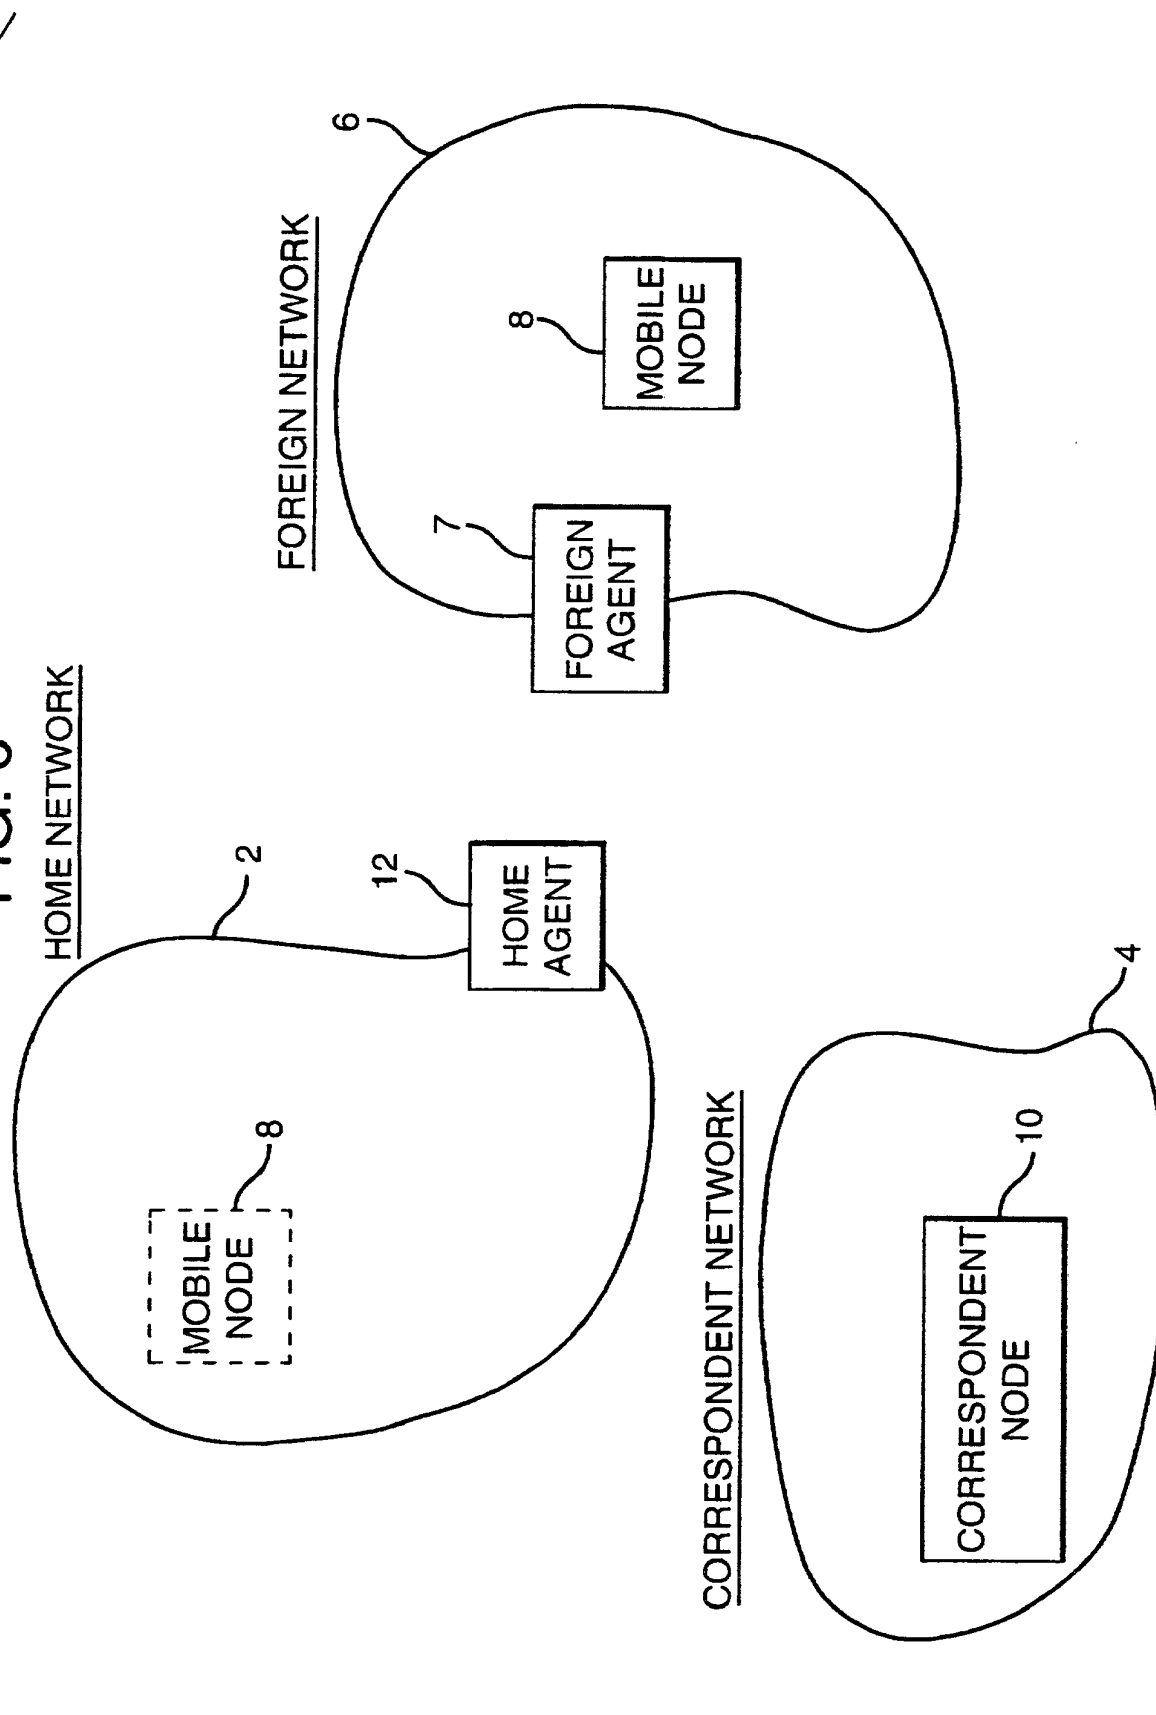 FIG.
HOME NETWORK
2
MOBILE
NODE
8
12
HOME
AGENT
FOREIGN NETWORK
6
7
FOREIGN
AGENT
8
MOBILE
NODE
CORRESPONDENT NETWORK
CORRESPONDENT
NODE
10
4